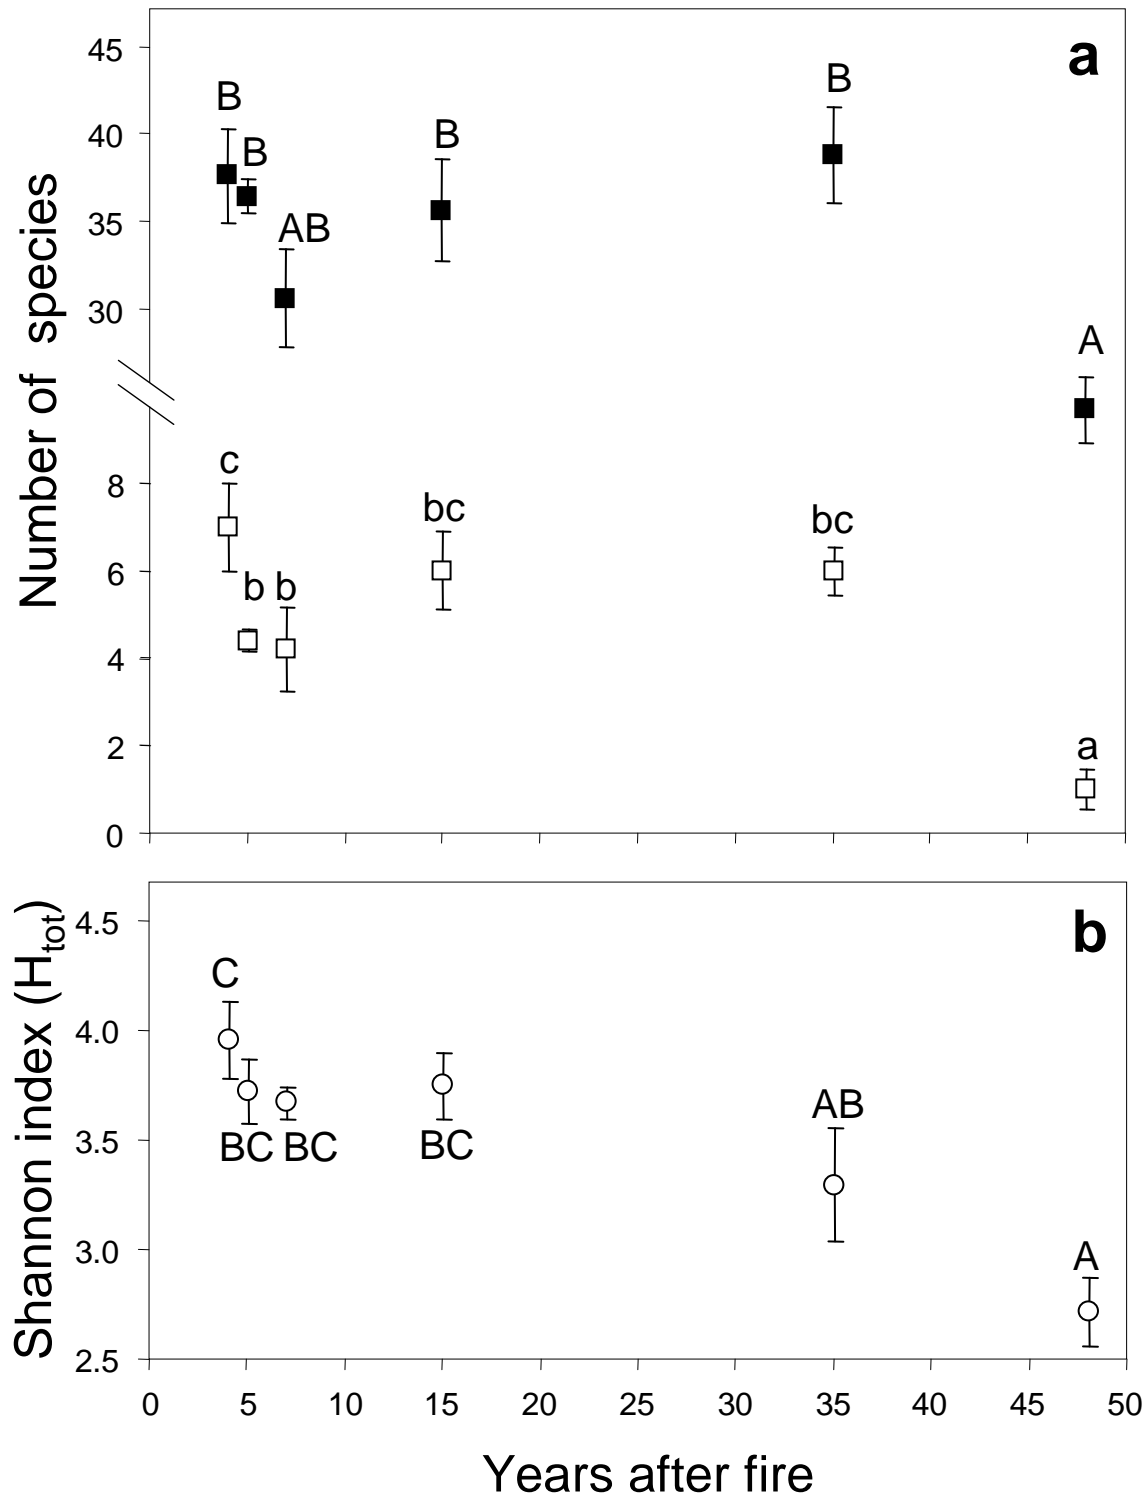 a
45
40
35
30
8
6
4
2
0
Number of species
B
B
AB
B
B
A
c
b
b
bc
bc
a
b
4.5
4.0
3.5
3.0
2.5
Shannon index (Htot)
C
BC
BC
BC
AB
A
0 5 10 15 20 25 30 35 40 45 50
Years after fire